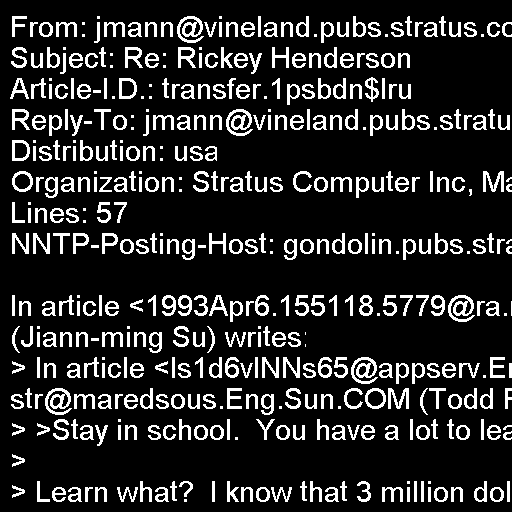 From: jmann@vineland.pubs.stratus.co
Subject: Re: Rickey Henderson
Article-I.D.: transfer.1psbdn$lru
Reply-To: jmann@vineland.pubs.stratu
Distribution: usa
Organization: Stratus Computer Inc, Ma
Lines: 57
NNTP-Posting-Host: gondolin.pubs.stra

In article <1993Apr6.155118.5779@ra.
(Jiann-ming Su) writes:
> In article <ls1d6vINNs65@appserv.En
str@maredsous.Eng.Sun.COM (Todd
> >Stay in school.  You have a lot to lea
>
> Learn what?  I know that 3 million dol